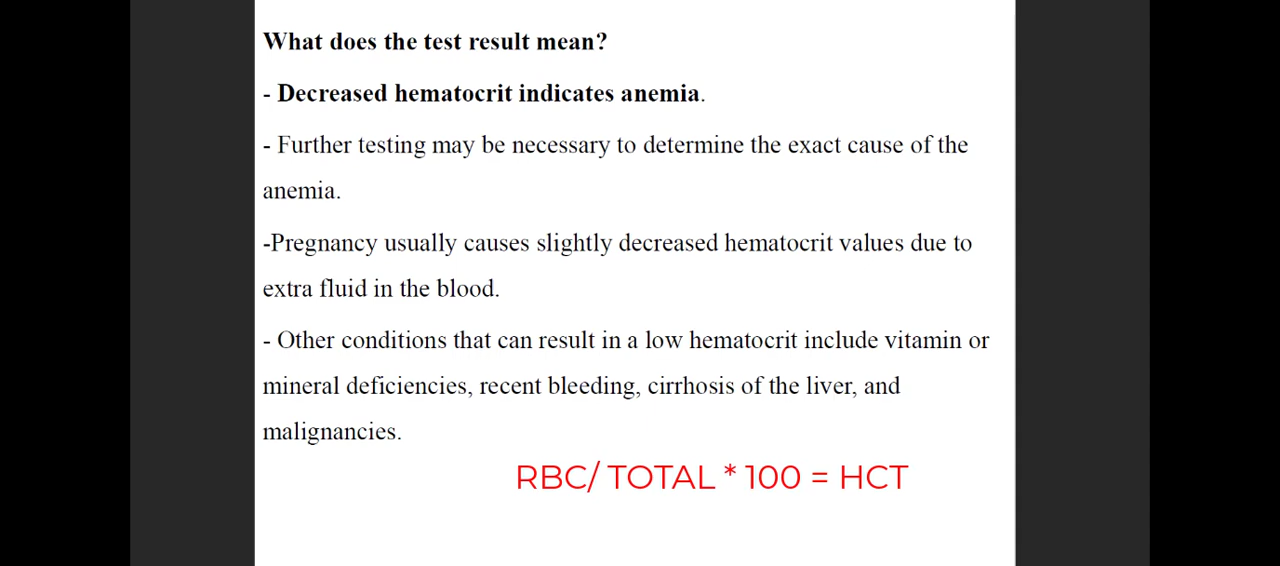 What does the test result mean?
- Decreased hematocrit indicates anemia.
- Further testing may be necessary to determine the exact cause of the
anemia.
-Pregnancy usually causes slightly decreased hematocrit values due to
extra fluid in the blood.
- Other conditions that can result in a low hematocrit include vitamin or
mineral deficiencies, recent bleeding, cirrhosis of the liver, and
malignancies.
RBC/ TOTAL * 100 = HCT